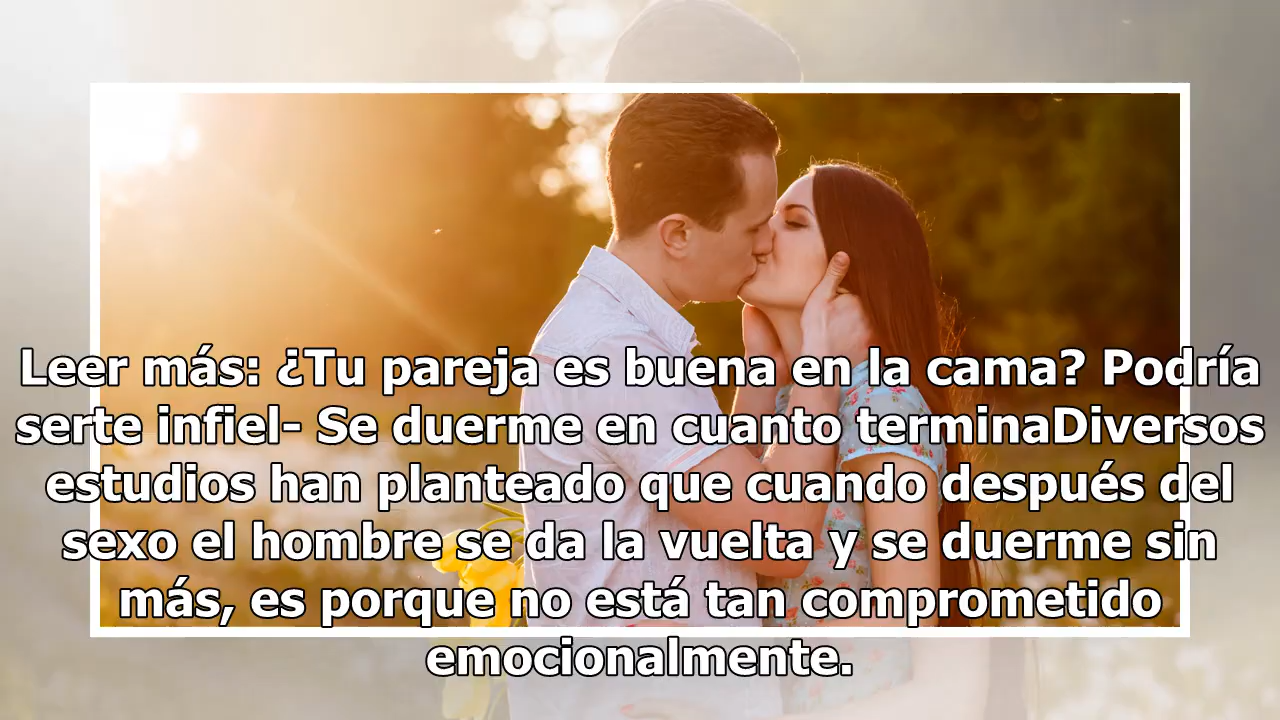 Leer más: ¿Tu pareja es buena en la cama? Podría
serte infiel- Se duerme en cuanto terminaDiversos
estudios han planteado que cuando después del
sexo el hombre se da la vuelta y se duerme sin
más, es porque no está tan comprometido
emocionalmente.